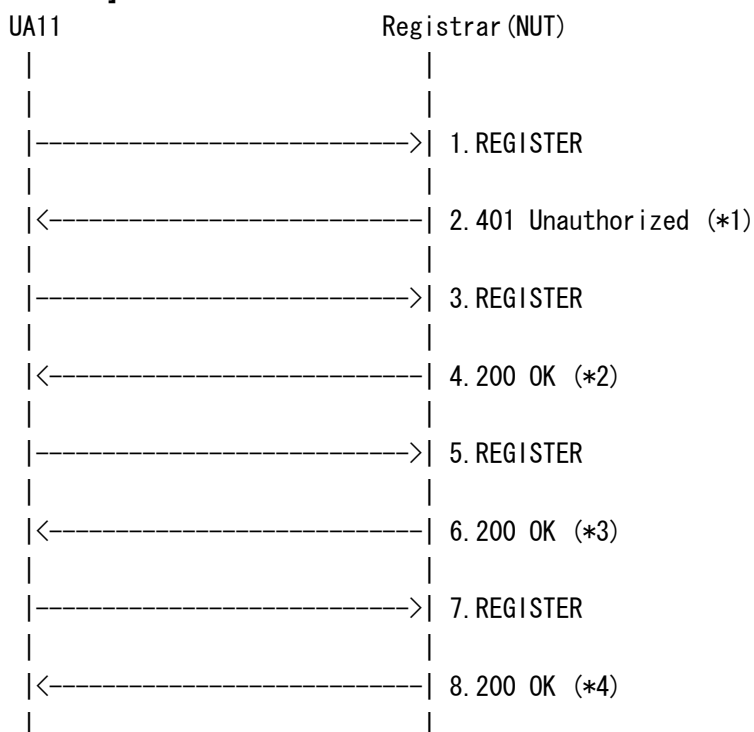 UA11 Registrar(NUT)
| |
| |
|---------------------------->| 1.REGISTER
| |
|<----------------------------| 2.401 Unauthorized (*1)
| |
|---------------------------->| 3.REGISTER
| |
|<----------------------------| 4.200 OK (*2)
| |
|---------------------------->| 5.REGISTER
| |
|<----------------------------| 6.200 OK (*3)
| |
|---------------------------->| 7.REGISTER
| |
|<----------------------------| 8.200 OK (*4)
| |